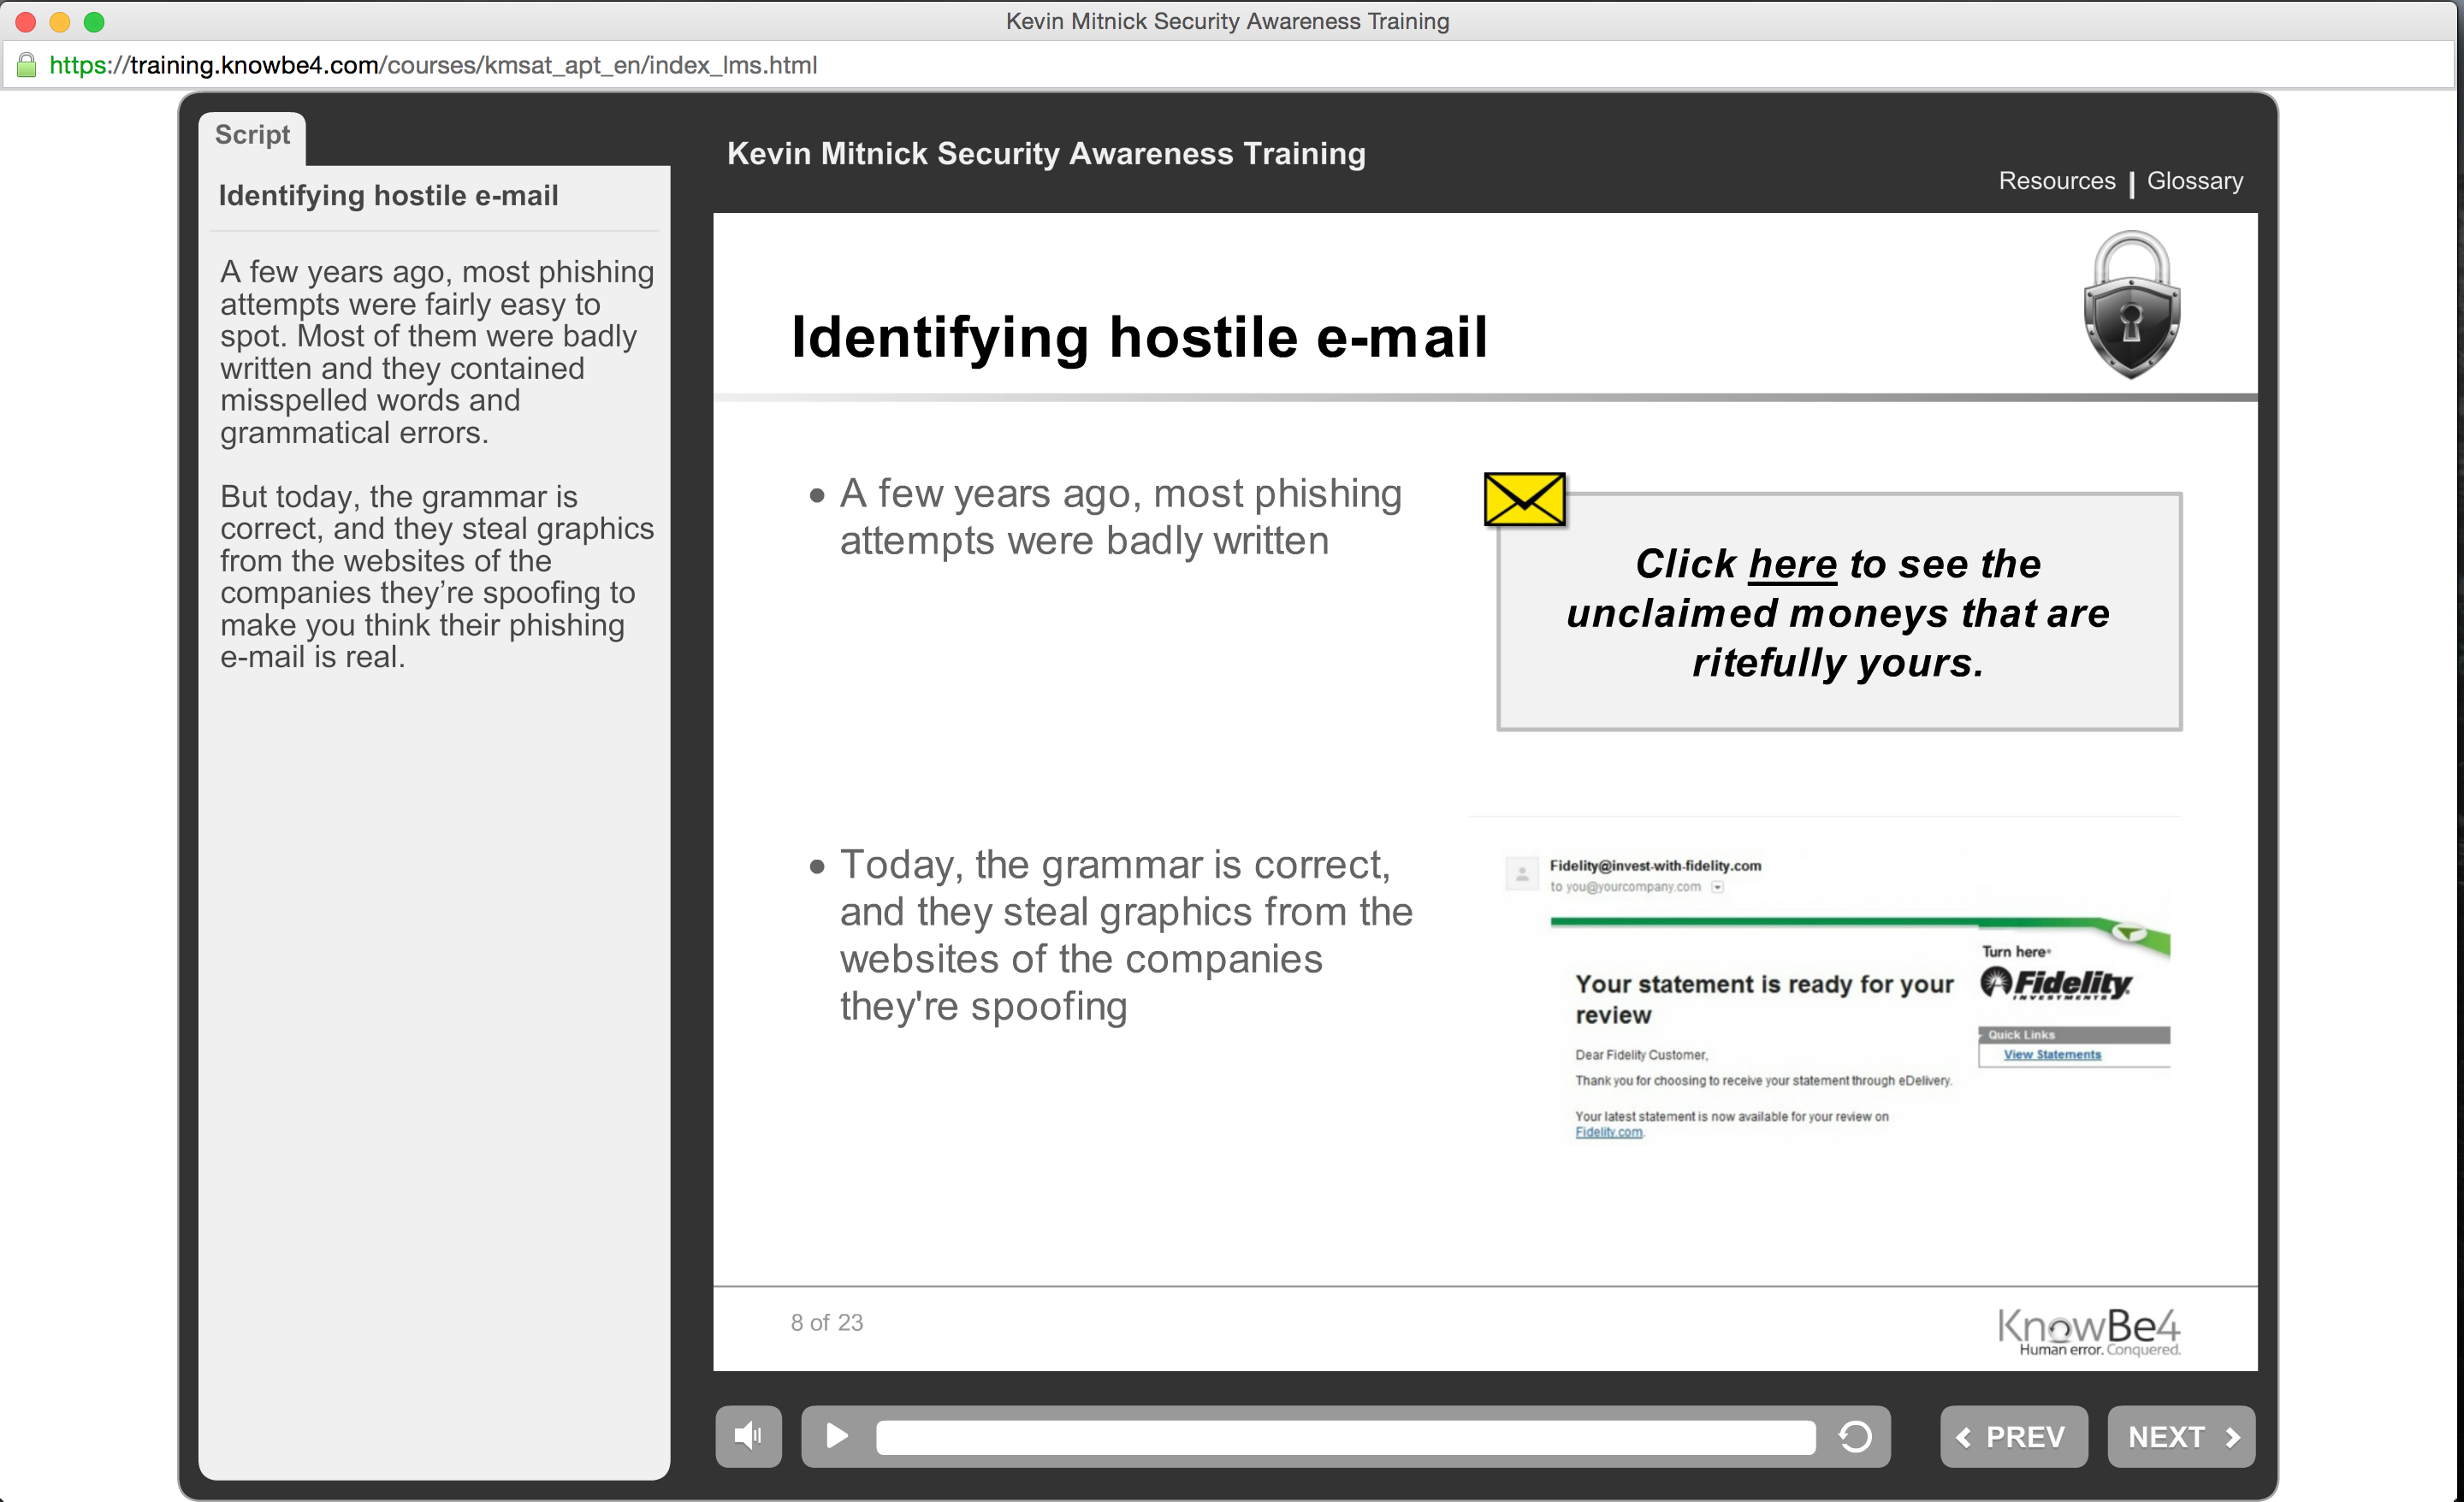 Kevin Mitnick Security Awareness Training
https://training.knowbe4.com/courses/kmsat_apt_en/index_lms.html
Script
Identifying hostile e-mail
A few years ago, most phishing
attempts were fairly easy to
spot. Most of them were badly
written and they contained
misspelled words and
grammatical errors.
But today, the grammar is
correct, and they steal graphics
from the websites of the
companies they’re spoofing to
make you think their phishing
e-mail is real.
Kevin Mitnick Security Awareness Training
Resources | Glossary
Identifying hostile e-mail
• A few years ago, most phishing
attempts were badly written
Click here to see the
unclaimed moneys that are
ritefully yours.
• Today, the grammar is correct,
and they steal graphics from the
websites of the companies
they're spoofing
Fidelity@invest-with-fidelity.com
to you@yourcompany.com
Turn here
Fidelity
INVESTMENTS
Your statement is ready for your
review
Quick Links
View Statements
Dear Fidelity Customer,
Thank you for choosing to receive your statement through eDelivery.
Your latest statement is now available for your review on
Fidelity.com.
8 of 23
KnowBe4
Human error. Conquered.
PREV
NEXT